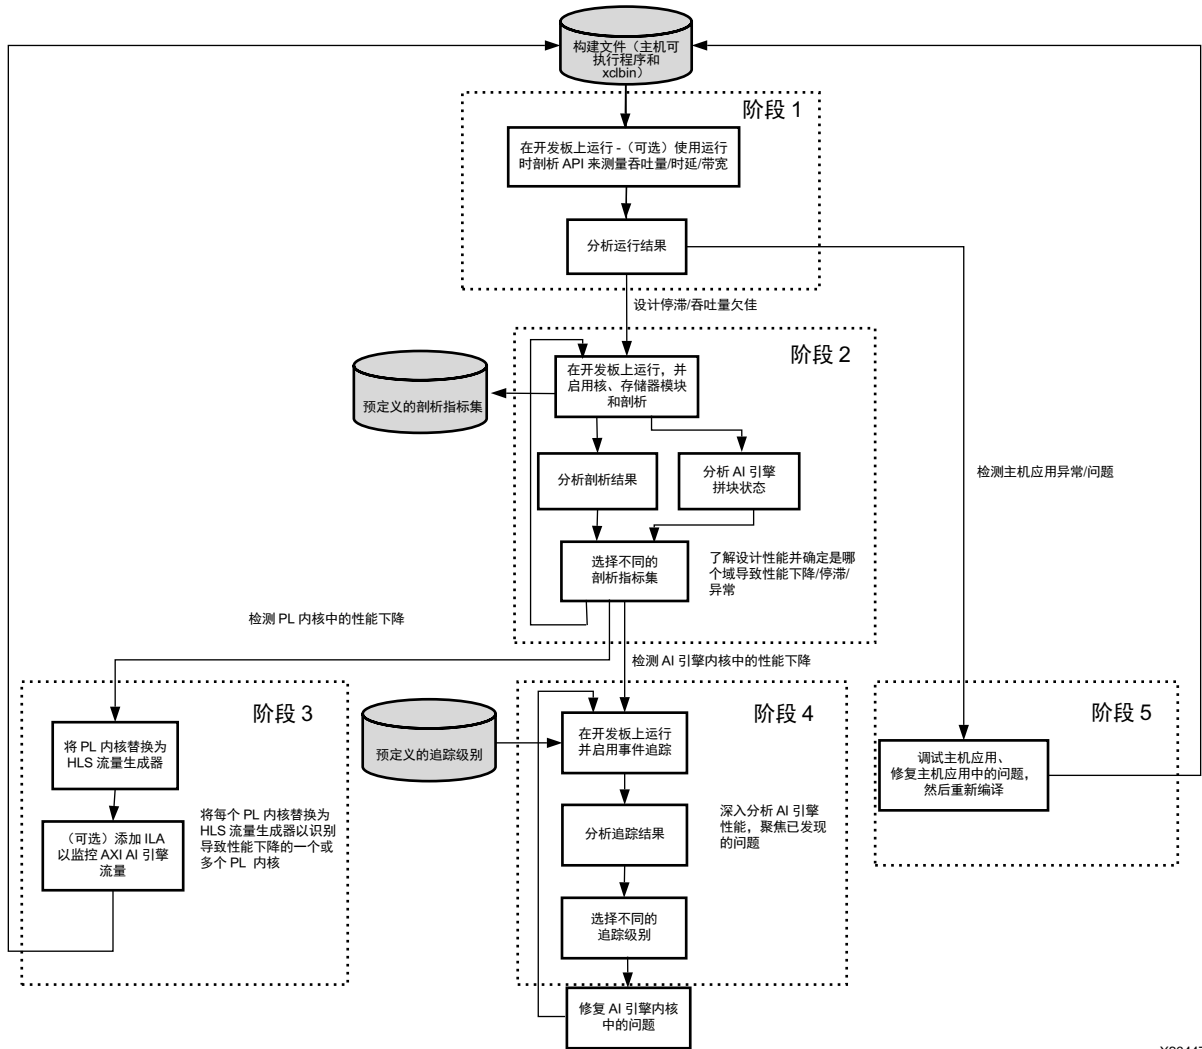 构建文件（主机可
执行程序和
xclbin）
阶段 1
在开发板上运行 -（可选）使用运行
时剖析 API 来测量吞吐量/时延/带宽
分析运行结果
设计停滞/吞吐量欠佳
阶段 2
在开发板上运行，并
启用核、存储器模块
和剖析
预定义的剖析指标集
分析剖析结果
分析 AI 引擎
拼块状态
检测主机应用异常/问题
选择不同的
剖析指标集
了解设计性能并确定是哪
个域导致性能下降/停滞/
异常
检测 PL 内核中的性能下降
检测 AI 引擎内核中的性能下降
阶段 3
将 PL 内核替换为
HLS 流量生成器
（可选）添加 ILA
以监控 AXI AI 引擎
流量
将每个 PL 内核替换为
HLS 流量生成器以识别
导致性能下降的一个或
多个 PL 内核
预定义的追踪级别
阶段 4
在开发板上运行
并启用事件追踪
分析追踪结果
深入分析 AI 引擎
性能，聚焦已发现
的问题
选择不同的
追踪级别
修复 AI 引擎内核
中的问题
阶段 5
调试主机应用、
修复主机应用中的问题，
然后重新编译